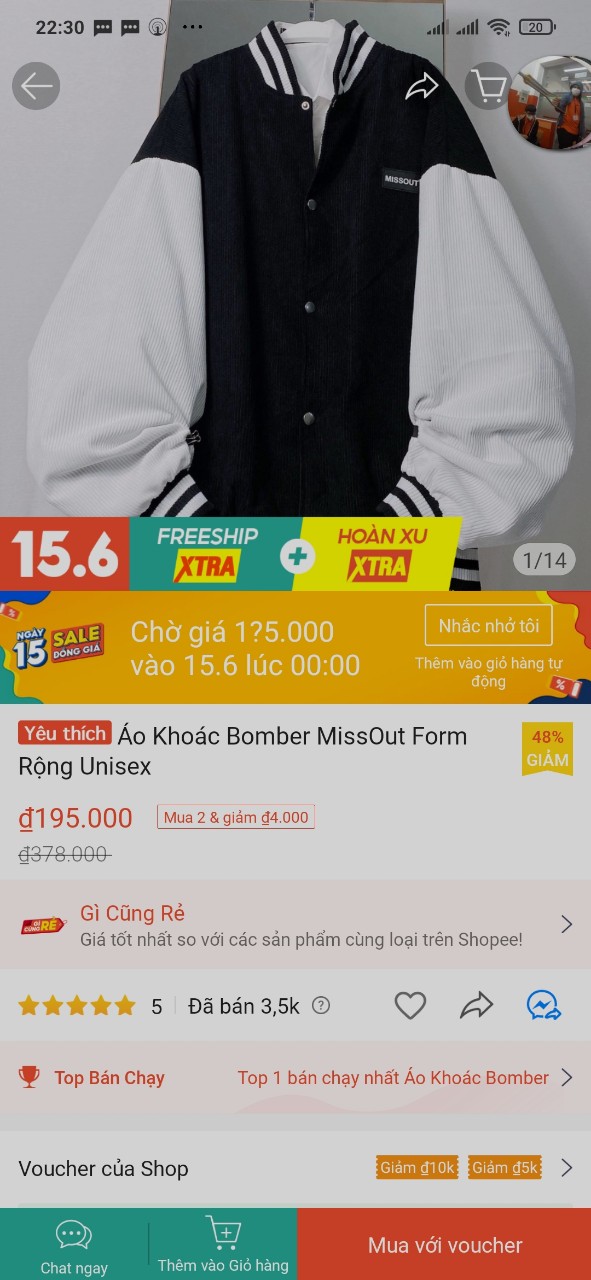 22:30
20
MISSOUT
15.6
FREESHIP
XTRA
+
HOÀN XU
XTRA
1/14
NGÀY
15
SALE
ĐỒNG GIÁ
Chờ giá 1?5.000
vào 15.6 lúc 00:00
Nhắc nhở tôi
Thêm vào giỏ hàng tự
động
%
%
Yêu thích Áo Khoác Bomber MissOut Form
Rộng Unisex
48%
GIẢM
₫195.000
Mua 2 & giảm ₫4.000
₫378.000
GÌ
CŨNG RẺ
Gì Cũng Rẻ
Giá tốt nhất so với các sản phẩm cùng loại trên Shopee!
5
Đã bán 3,5k ?
Top Bán Chạy
Top 1 bán chạy nhất Áo Khoác Bomber
Voucher của Shop
Giảm ₫10k
Giảm ₫5k
Chat ngay
Thêm vào Giỏ hàng
Mua với voucher